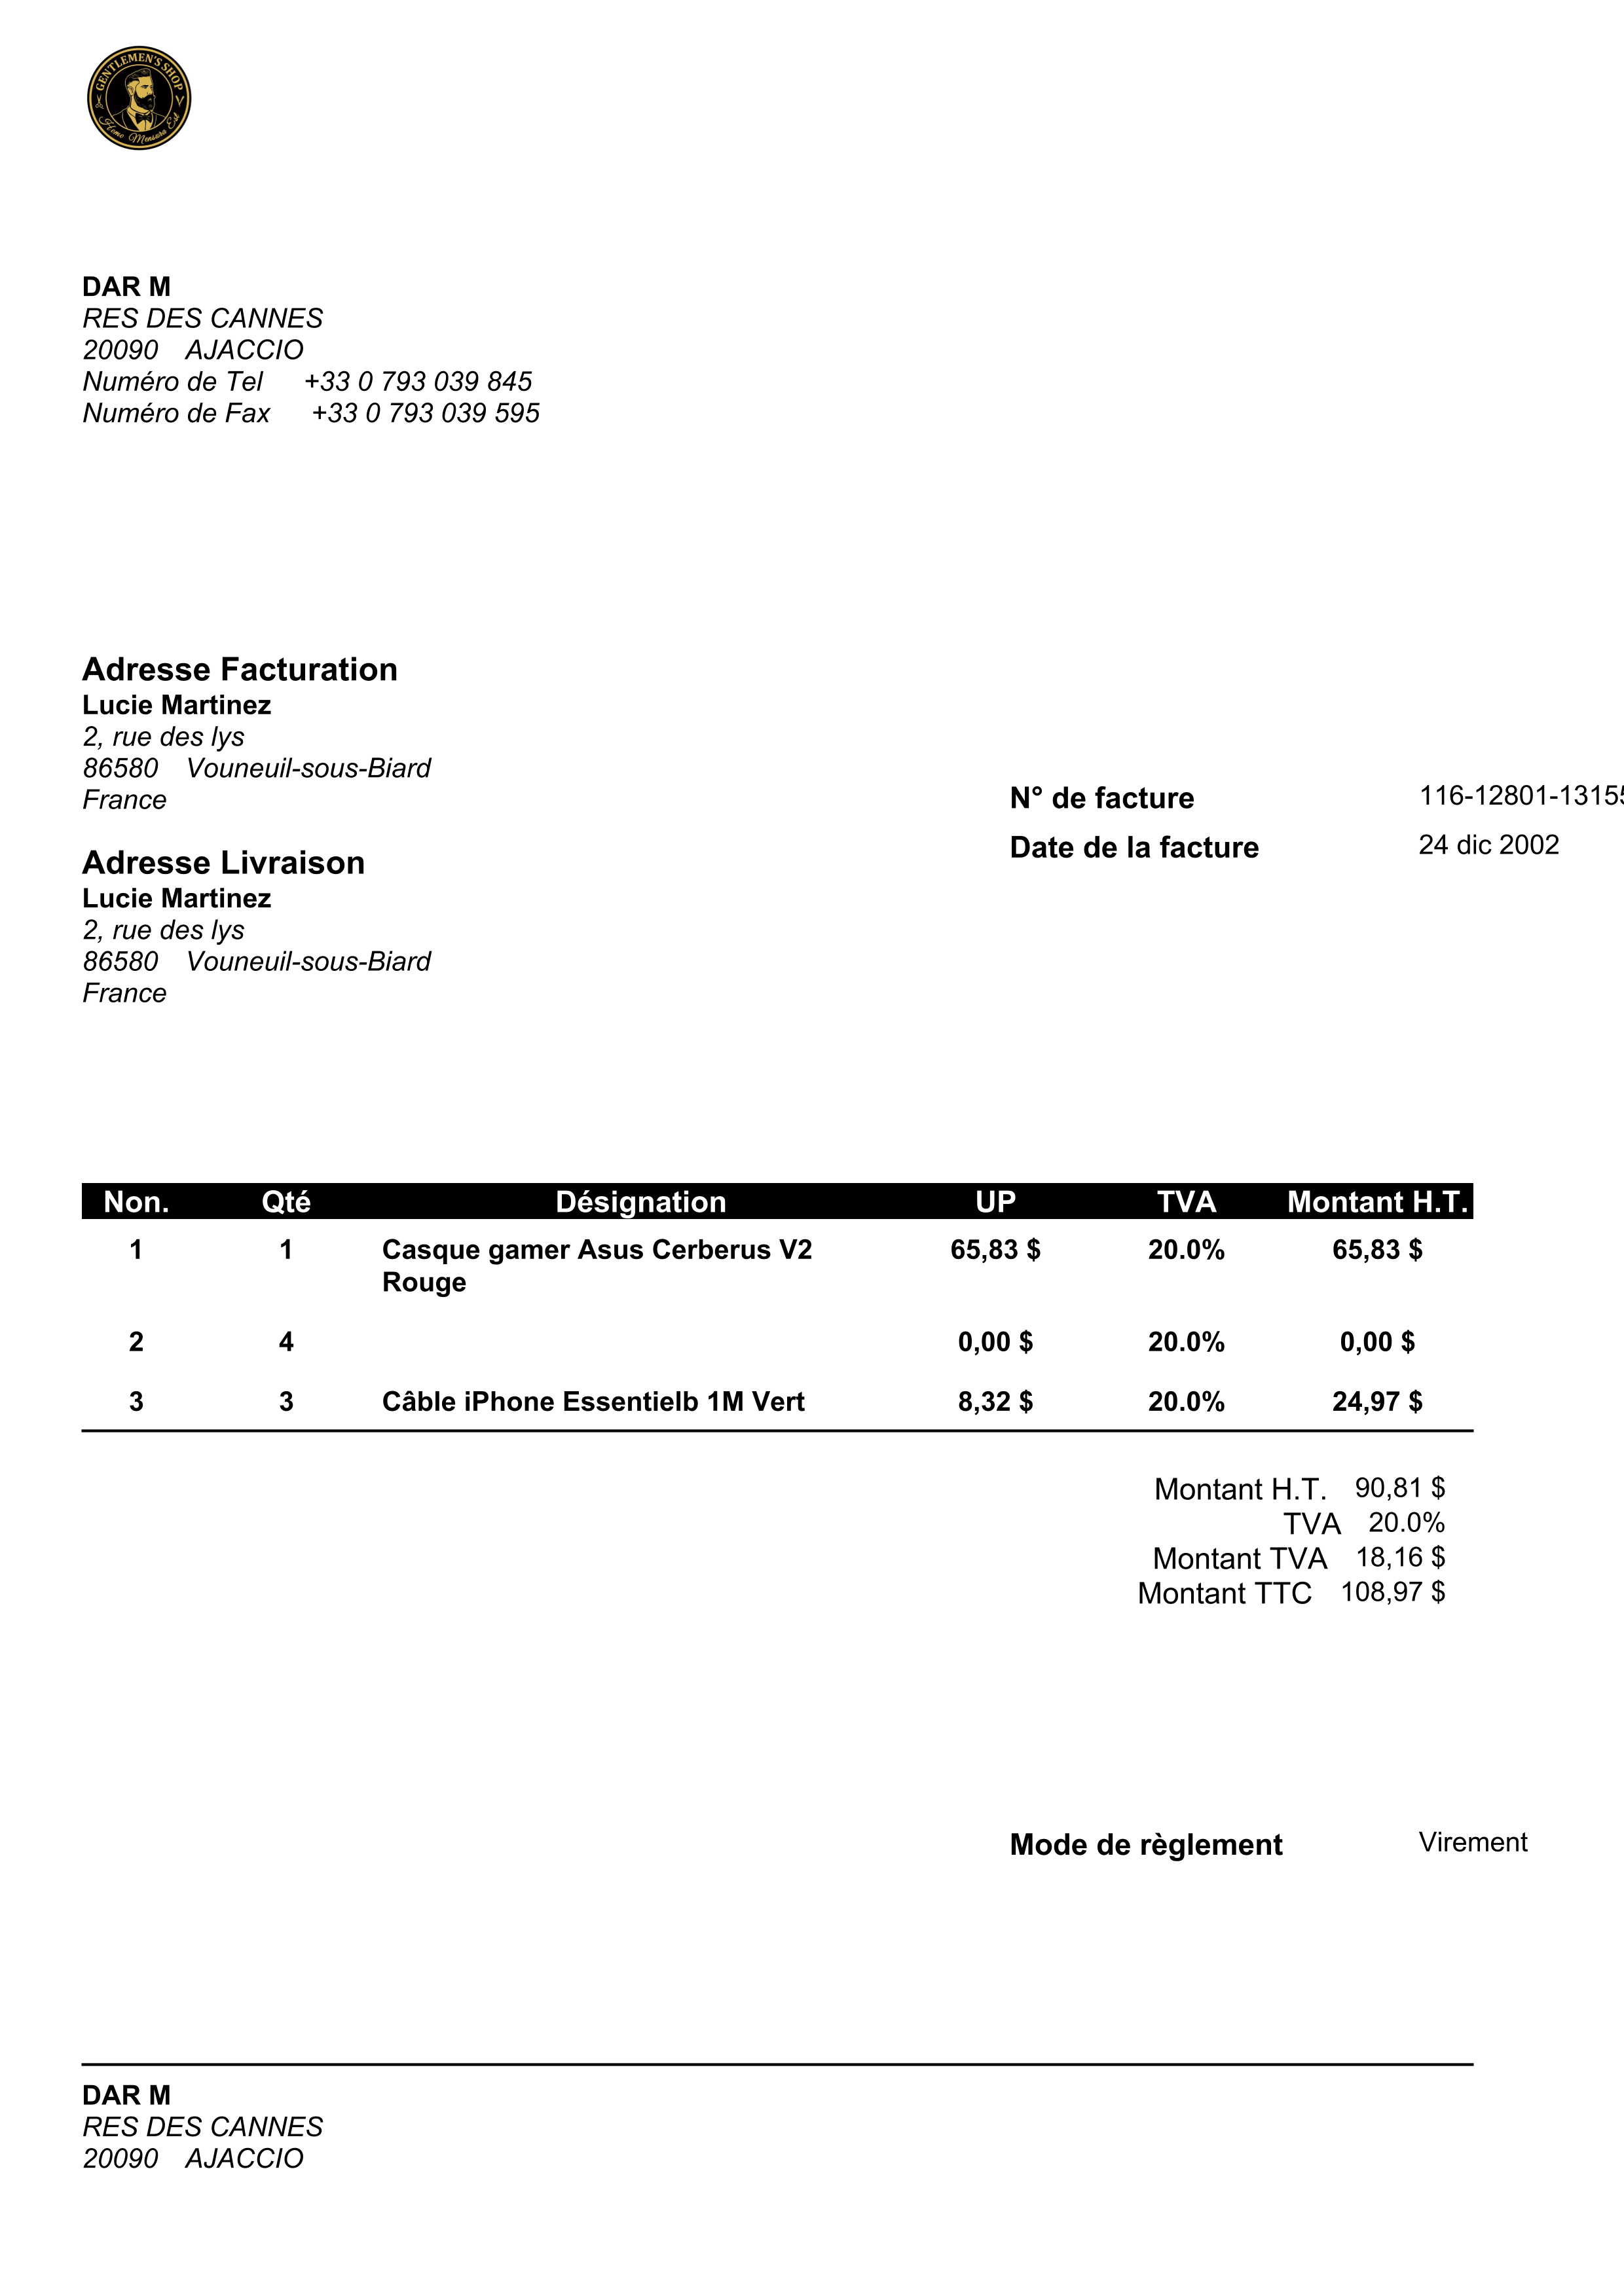 GENTLEMEN'S SHOP
Home Mensura Est
DAR M
RES DES CANNES
20090 AJACCIO
Numéro de Tel +33 0 793 039 845
Numéro de Fax +33 0 793 039 595
Adresse Facturation
Lucie Martinez
2, rue des lys
86580 Vouneuil-sous-Biard
France
N° de facture 116-12801-13155
Date de la facture 24 dic 2002
Adresse Livraison
Lucie Martinez
2, rue des lys
86580 Vouneuil-sous-Biard
France
Non. Qté Désignation UP TVA Montant H.T.
1 1 Casque gamer Asus Cerberus V2 65,83 $ 20.0% 65,83 $
Rouge
2 4 0,00 $ 20.0% 0,00 $
3 3 Câble iPhone Essentielb 1M Vert 8,32 $ 20.0% 24,97 $
Montant H.T. 90,81 $
TVA 20.0%
Montant TVA 18,16 $
Montant TTC 108,97 $
Mode de règlement Virement
DAR M
RES DES CANNES
20090 AJACCIO